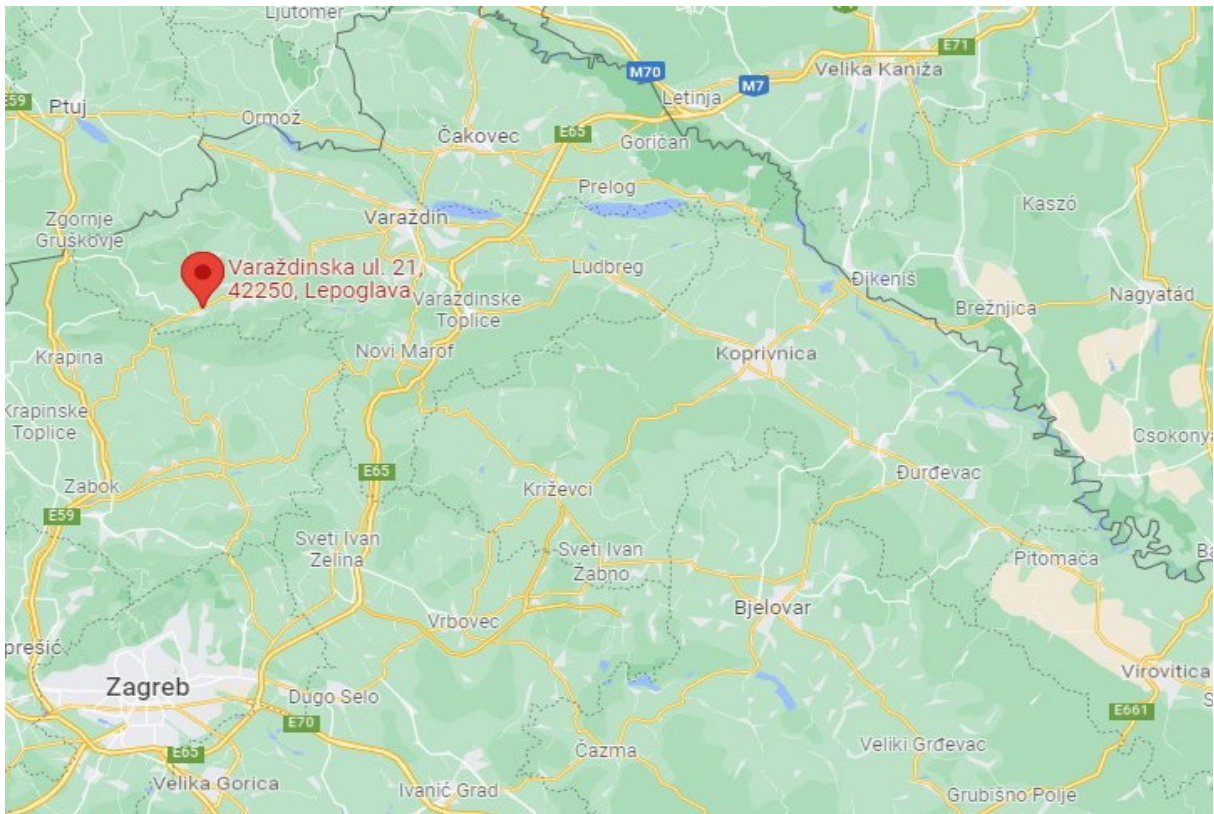 Ljutomer
E71
M70
M7
Velika Kaniža
E59
Ptuj
Letinja
Ormož
Čakovec
E65
Goričan
Prelog
Kaszó
Zgornje
Gruškovje
Varaždin
Varaždinska ul. 21,
42250, Lepoglava
Ludbreg
Đikeniš
Varaždinske
Toplice
Brežnjica
Nagyatád
Krapina
Novi Marof
Koprivnica
Krapinske
Toplice
Csokonya
E65
Đurđevac
Zabok
Križevci
E59
Sveti Ivan
Zelina
Sveti Ivan
Žabno
Pitomača
Ba
Bjelovar
Vrbovec
prešić
Virovitica
Zagreb
Dugo Selo
S
E661
E70
E65
Čazma
Veliki Grđevac
Velika Gorica
Ivanić Grad
Grubišno Polje